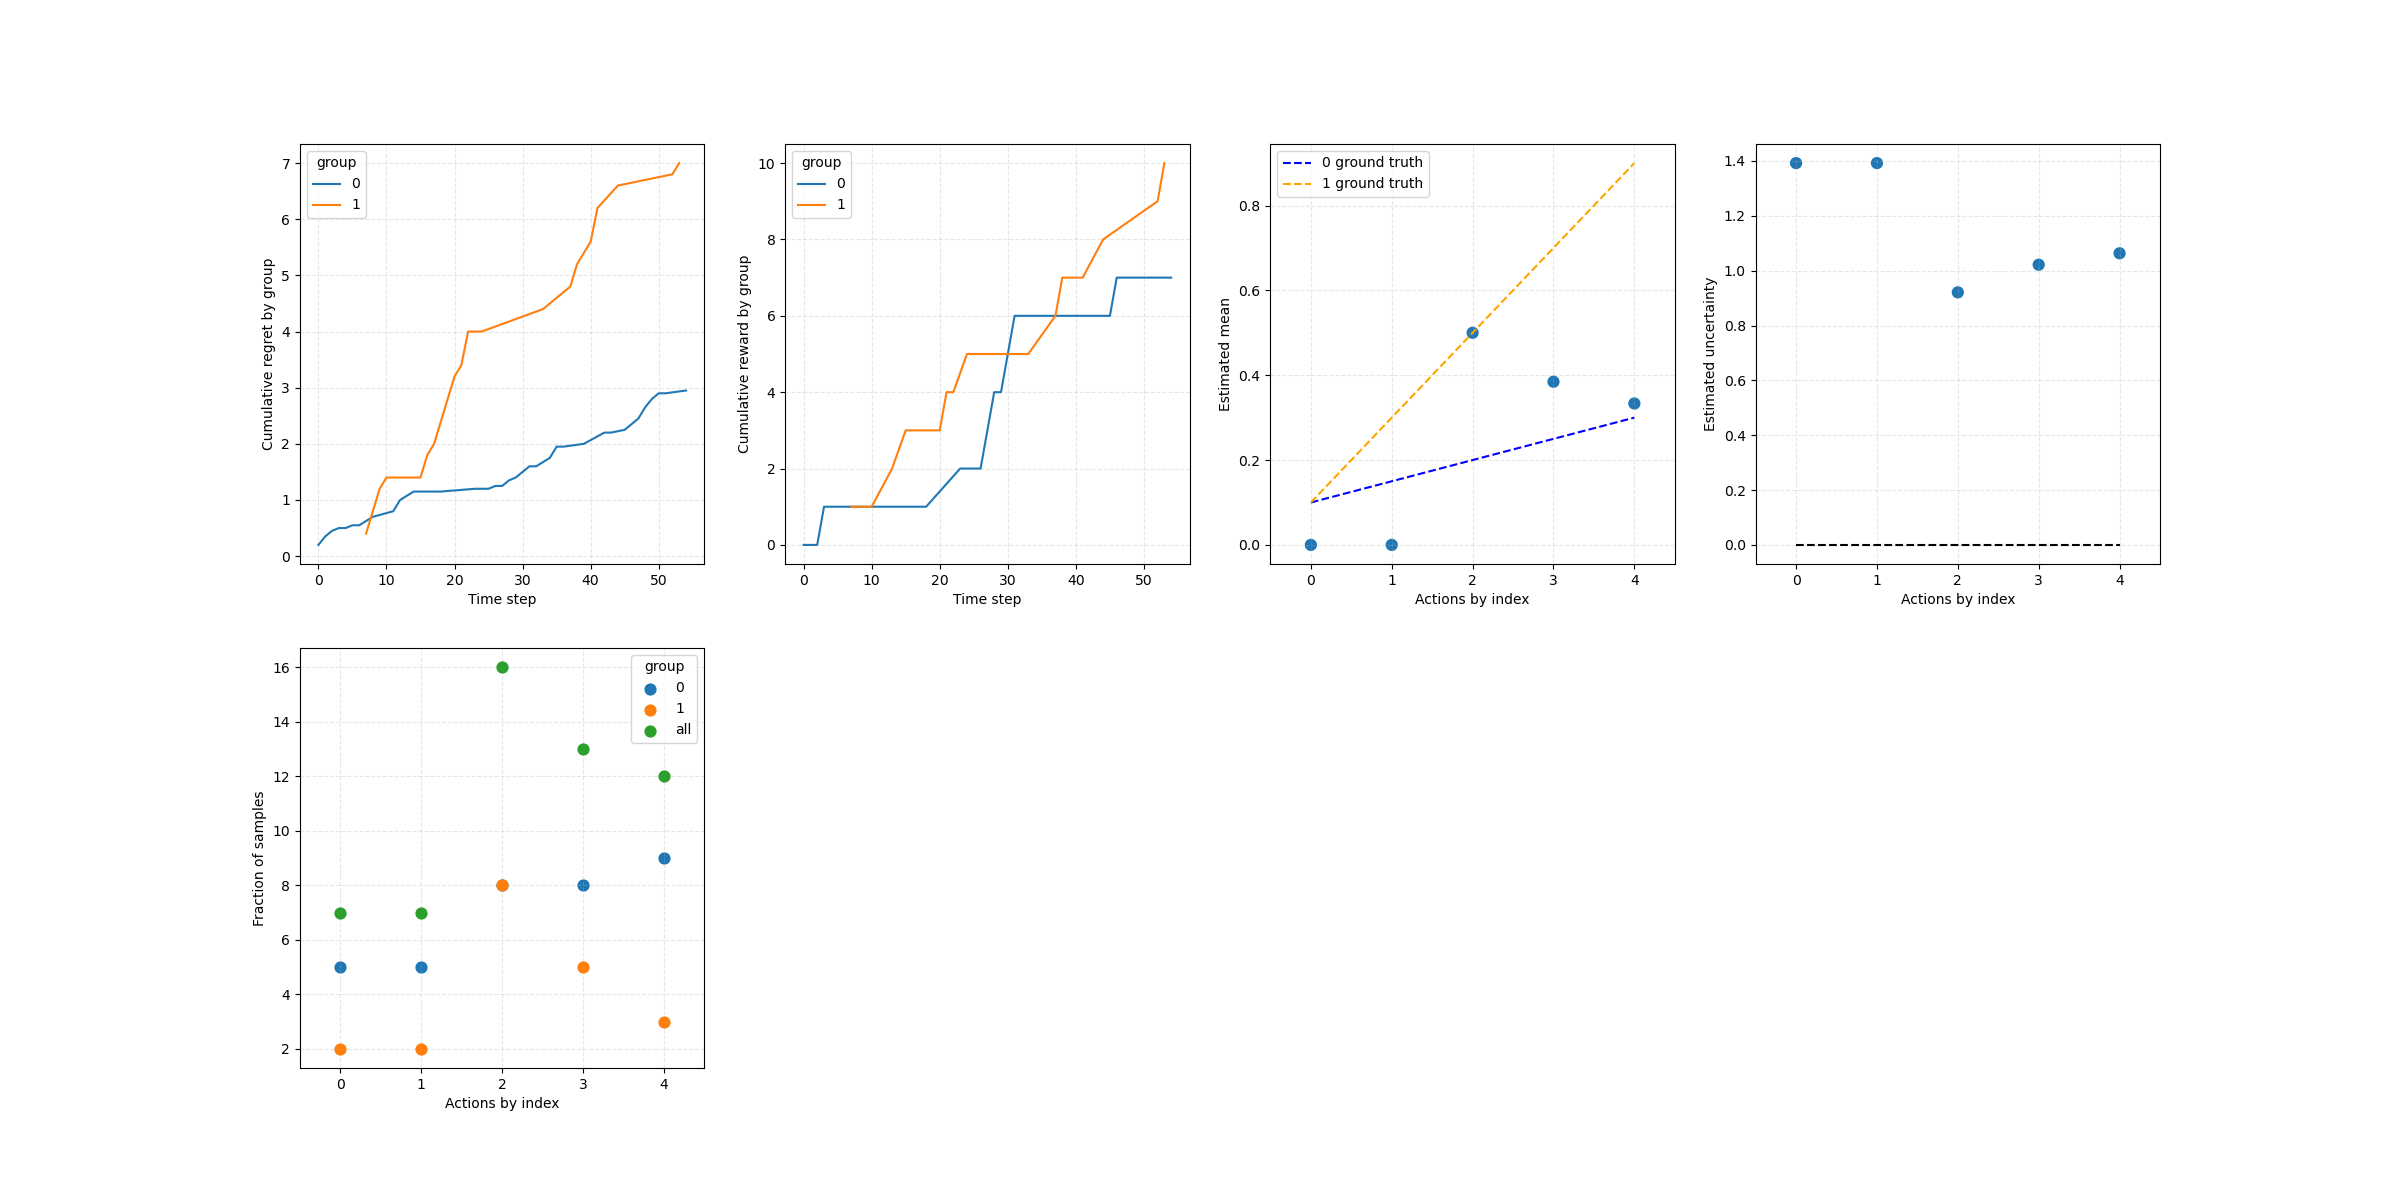 Cumulative regret by group
7
6
5
4
3
2
1
0
group
0
1
0 10 20 30 40 50
Time step
Cumulative reward by group
10
8
6
4
2
0
group
0
1
0 10 20 30 40 50
Time step
Estimated mean
0.8
0.6
0.4
0.2
0.0
0 ground truth
1 ground truth
0 1 2 3 4
Actions by index
Estimated uncertainty
1.4
1.2
1.0
0.8
0.6
0.4
0.2
0.0
0 1 2 3 4
Actions by index
Fraction of samples
16
14
12
10
8
6
4
2
group
0
1
all
0 1 2 3 4
Actions by index